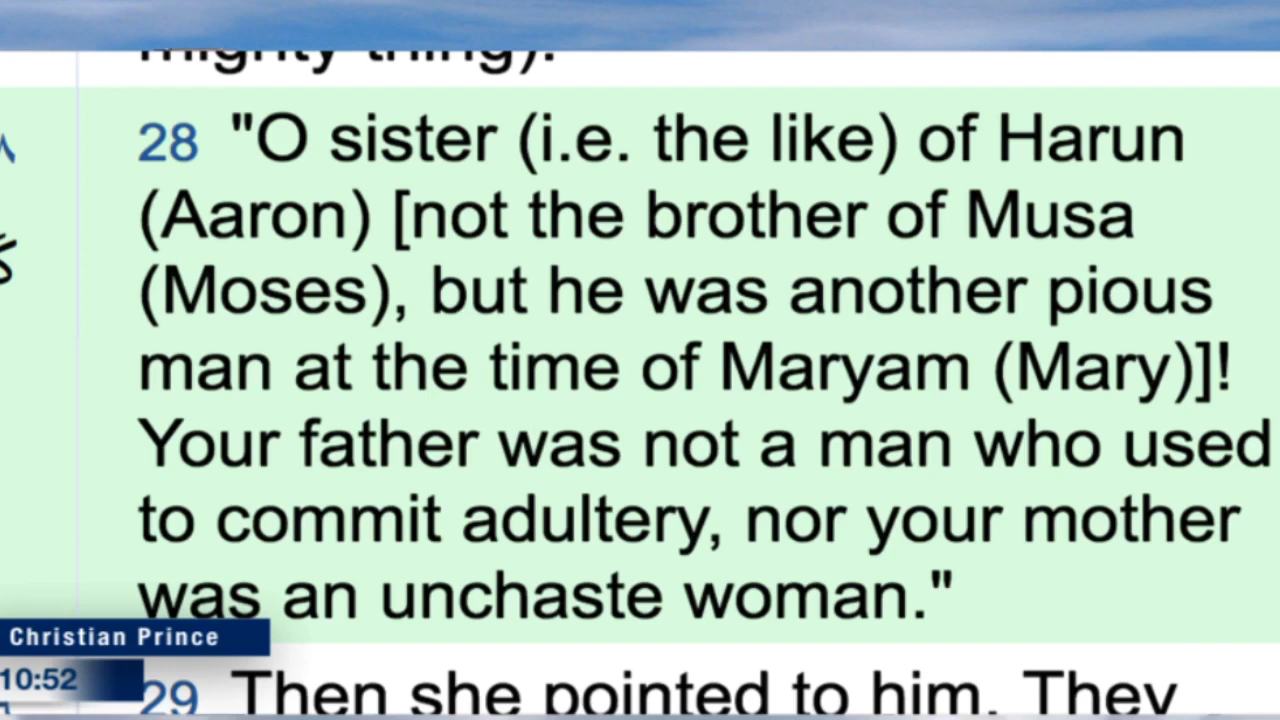 mighty thing).
28 "O sister (i.e. the like) of Harun
(Aaron) [not the brother of Musa
(Moses), but he was another pious
man at the time of Maryam (Mary)]!
Your father was not a man who used
to commit adultery, nor your mother
was an unchaste woman."
Christian Prince
10:52
29 Then she pointed to him. They